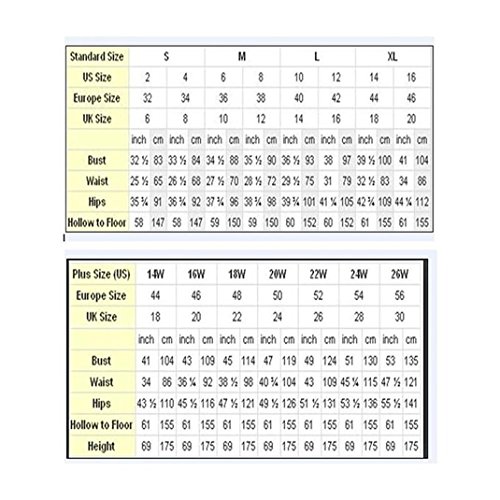 Standard Size S M L XL
US Size 2 4 6 8 10 12 14 16
Europe Size 32 34 36 38 40 42 44 46
UK Size 6 8 10 12 14 16 18 20
inch cm inch cm inch cm inch cm inch cm inch cm inch cm inch cm
Bust 32 ½ 83 33 ½ 84 34 ½ 88 35 ½ 90 36 ½ 93 38 97 39 ½ 100 41 104
Waist 25 ½ 65 26 ½ 68 27 ½ 70 28 ½ 72 29 ½ 75 31 79 32 ½ 83 34 86
Hips 35 ¾ 91 36 ¾ 92 37 ¾ 96 38 ¾ 98 39 ¾ 101 41 ¼ 105 42 ¾ 109 44 ¼ 112
Hollow to Floor 58 147 58 147 59 150 59 150 60 152 60 152 61 155 61 155
Plus Size (US) 14W 16W 18W 20W 22W 24W 26W
Europe Size 44 46 48 50 52 54 56
UK Size 18 20 22 24 26 28 30
inch cm inch cm inch cm inch cm inch cm inch cm inch cm
Bust 41 104 43 109 45 114 47 119 49 124 51 130 53 135
Waist 34 86 36 ¼ 92 38 ½ 98 40 ¾ 104 43 109 45 ¼ 115 47 ½ 121
Hips 43 ½ 110 45 ½ 116 47 ½ 121 49 ½ 126 51 ½ 131 53 ½ 136 55 ½ 141
Hollow to Floor 61 155 61 155 61 155 61 155 61 155 61 155 61 155
Height 69 175 69 175 69 175 69 175 69 175 69 175 69 175